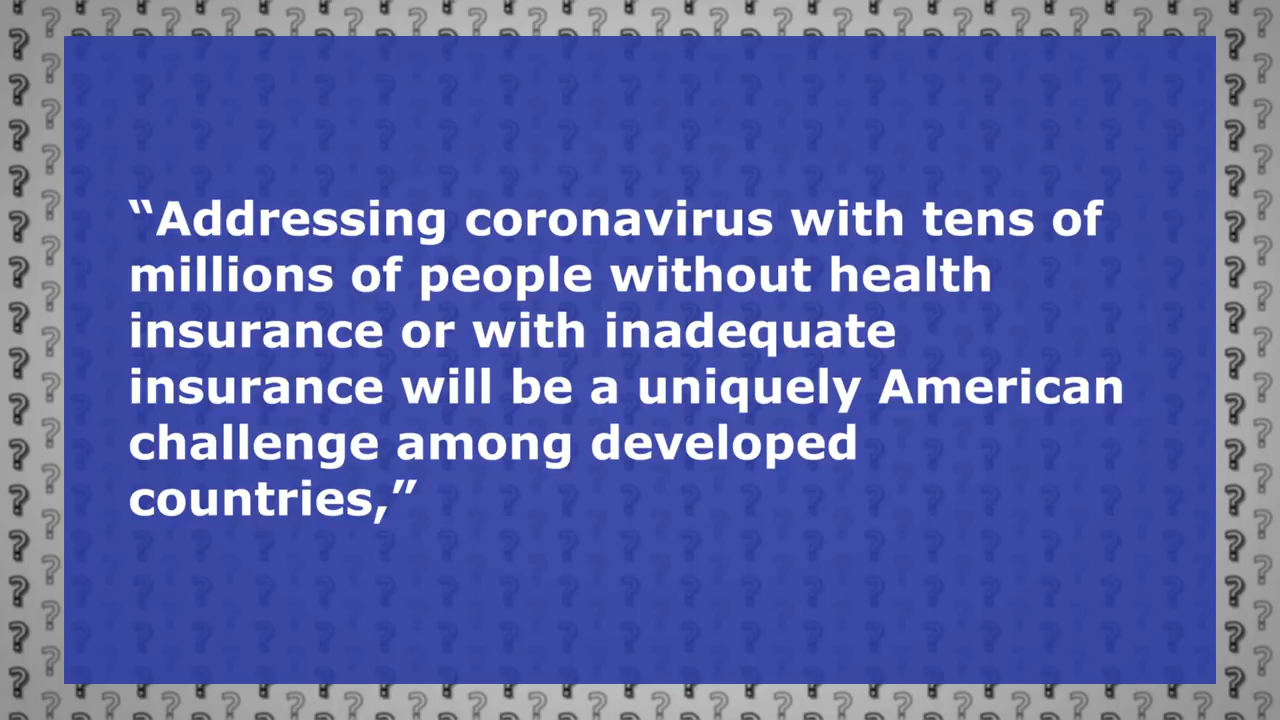 “Addressing coronavirus with tens of
millions of people without health
insurance or with inadequate
insurance will be a uniquely American
challenge among developed
countries,”